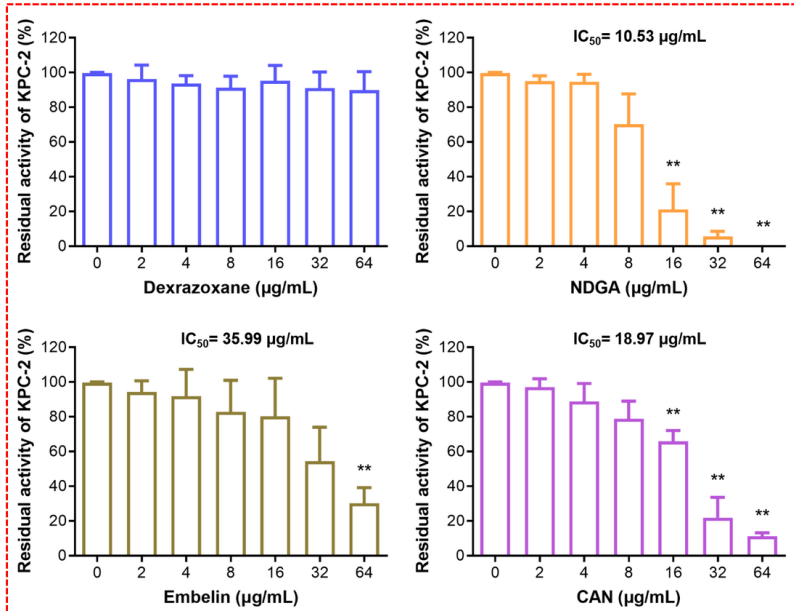 Residual activity of KPC-2 (%)
120
100
80
60
40
20
0
0 2 4 8 16 32 64
Dexrazoxane (µg/mL)
IC₅₀= 10.53 µg/mL
Residual activity of KPC-2 (%)
120
100
80
60
40
20
0
**
**
**
0 2 4 8 16 32 64
NDGA (µg/mL)
IC₅₀= 35.99 µg/mL
Residual activity of KPC-2 (%)
120
100
80
60
40
20
0
**
0 2 4 8 16 32 64
Embelin (µg/mL)
IC₅₀= 18.97 µg/mL
Residual activity of KPC-2 (%)
120
100
80
60
40
20
0
**
**
**
0 2 4 8 16 32 64
CAN (µg/mL)